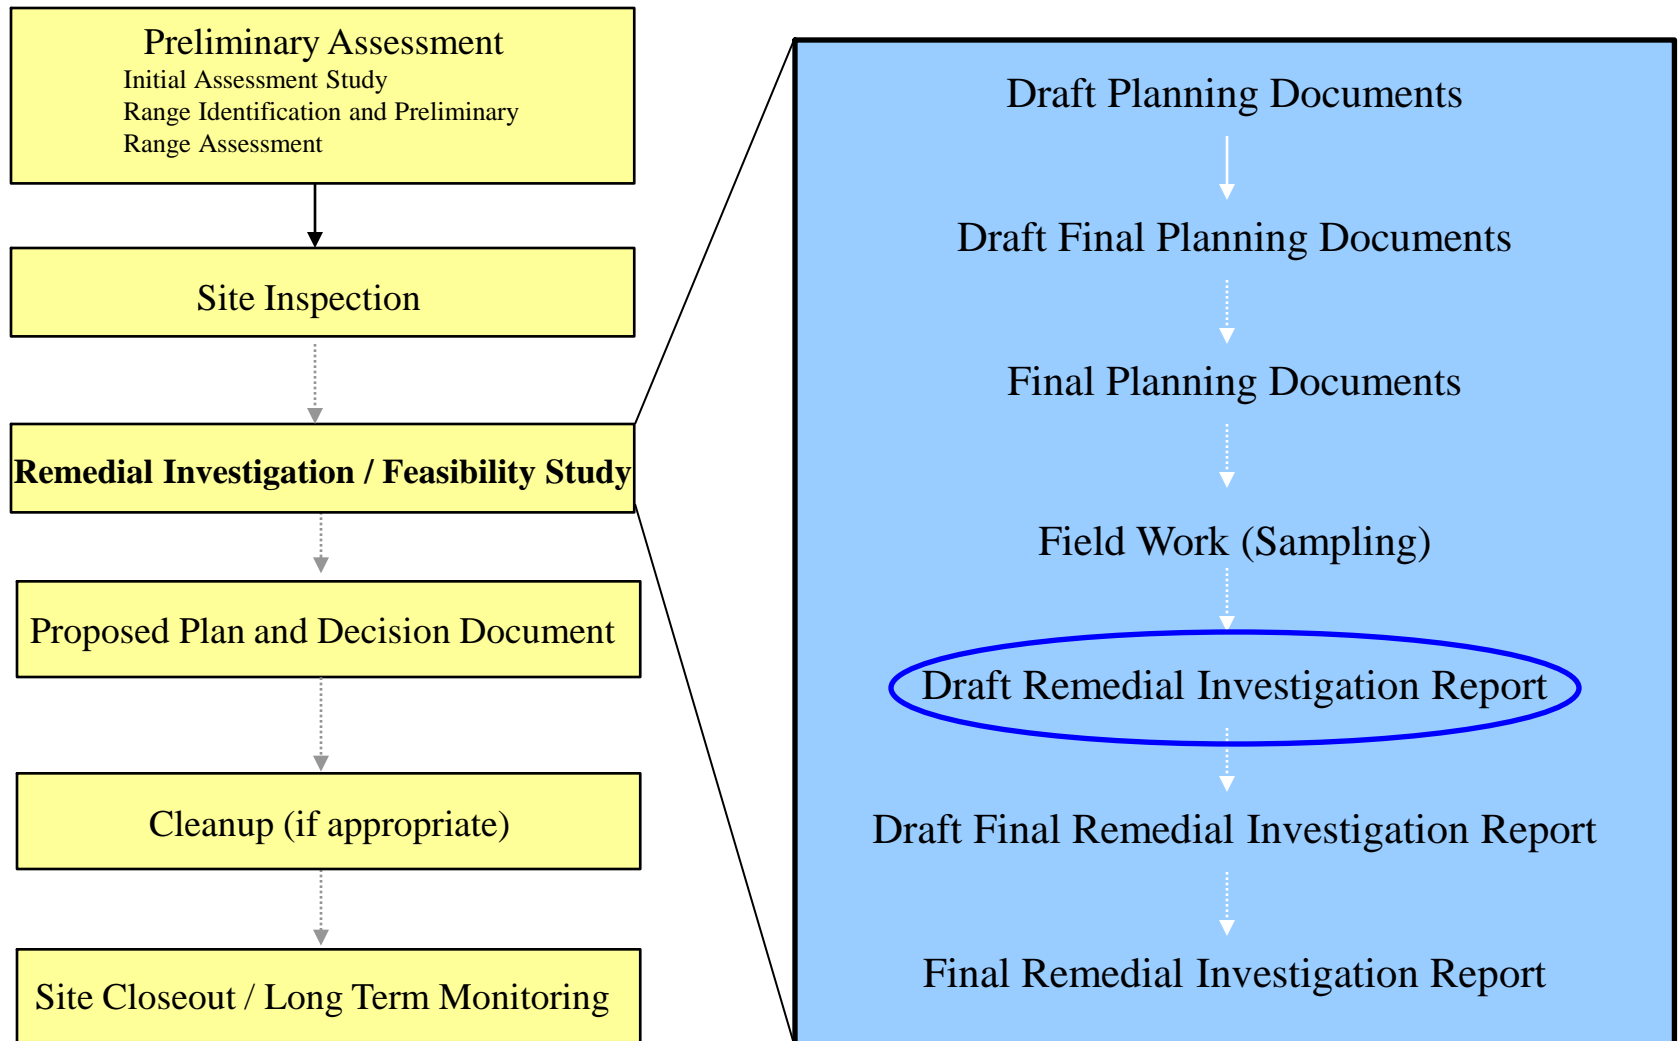 Preliminary Assessment
Initial Assessment Study
Range Identification and Preliminary
Range Assessment
Site Inspection
Remedial Investigation / Feasibility Study
Proposed Plan and Decision Document
Cleanup (if appropriate)
Site Closeout / Long Term Monitoring
Draft Planning Documents
Draft Final Planning Documents
Final Planning Documents
Field Work (Sampling)
Draft Remedial Investigation Report
Draft Final Remedial Investigation Report
Final Remedial Investigation Report